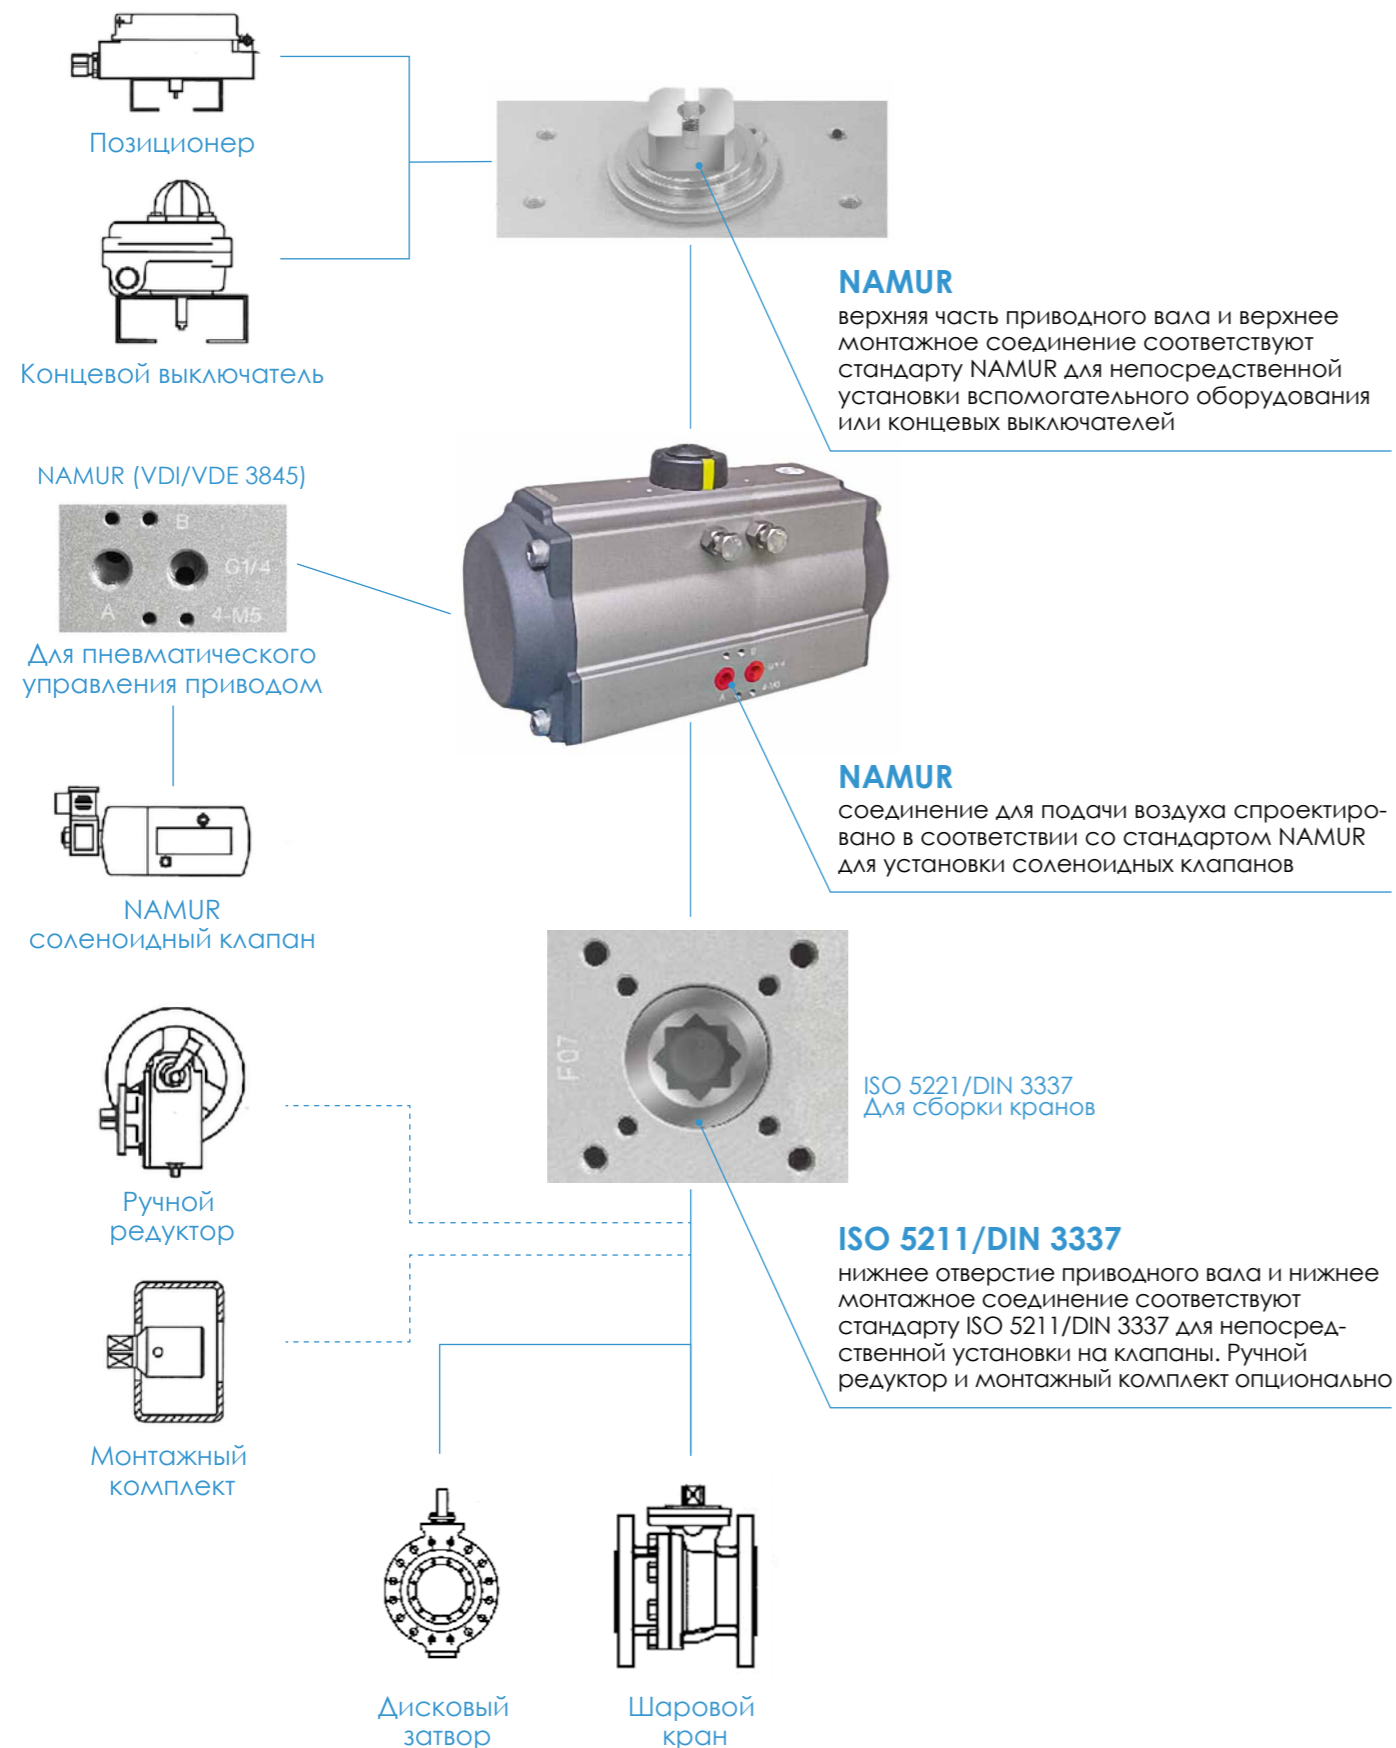 Позиционер
Концевой выключатель
NAMUR
верхняя часть приводного вала и верхнее
монтажное соединение соответствуют
стандарту NAMUR для непосредственной
установки вспомогательного оборудования
или концевых выключателей
NAMUR (VDI/VDE 3845)
B
G1/4
A
4-M5
Для пневматического
управления приводом
B
G1/4
A
NAMUR
соединение для подачи воздуха спроектиро-
вано в соответствии со стандартом NAMUR
для установки соленоидных клапанов
NAMUR
соленоидный клапан
F07
ISO 5221/DIN 3337
Для сборки кранов
Ручной
редуктор
ISO 5211/DIN 3337
нижнее отверстие приводного вала и нижнее
монтажное соединение соответствуют
стандарту ISO 5211/DIN 3337 для непосред-
ственной установки на клапаны. Ручной
редуктор и монтажный комплект опционально
Монтажный
комплект
Дисковый
затвор
Шаровой
кран